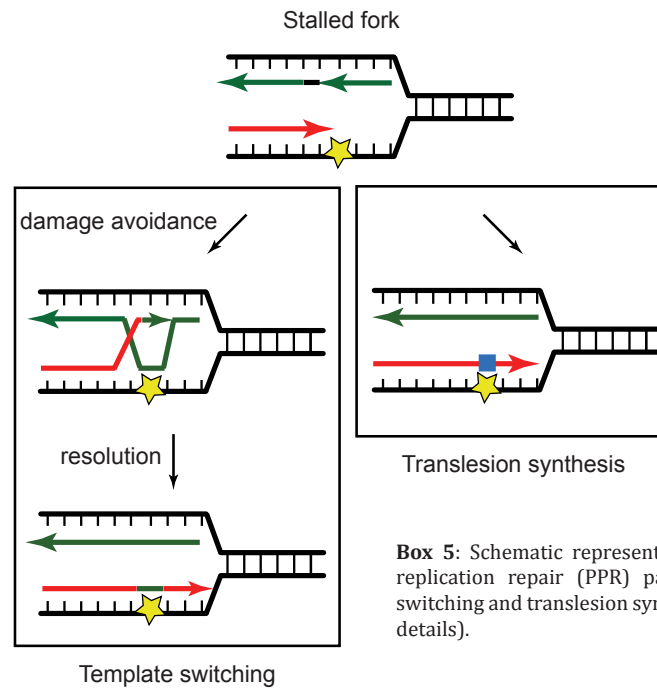 Stalled fork
damage avoidance
resolution
Template switching
Translesion synthesis
Box 5: Schematic represent
replication repair (PPR) pa
switching and translesion syn
details).